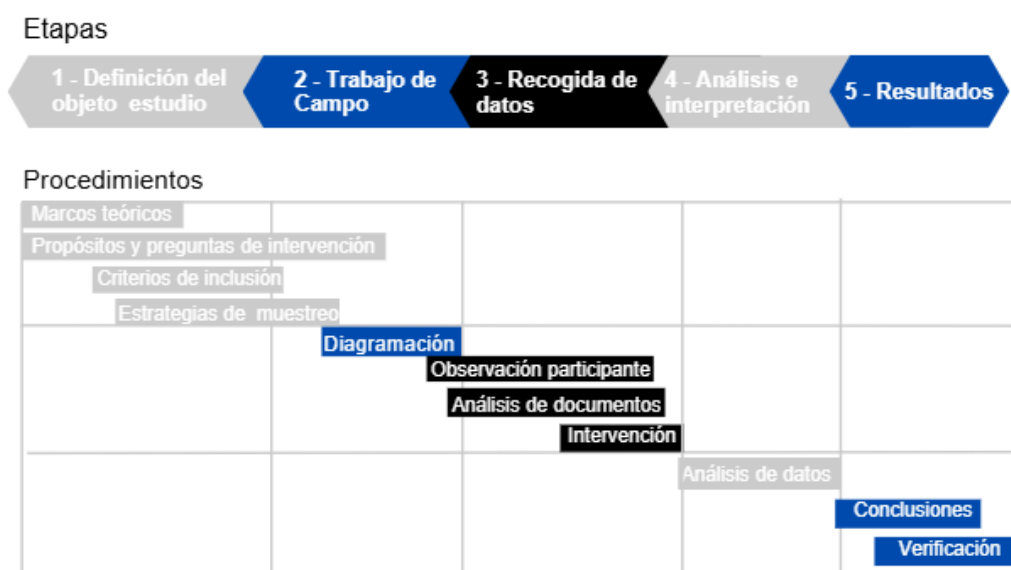 Etapas
1 - Definición del
objeto estudio
2 - Trabajo de
Campo
3 - Recogida de
datos
4 - Análisis e
interpretación
5 - Resultados
Procedimientos
Marcos teóricos
Propósitos y preguntas de intervención
Criterios de inclusión
Estrategias de muestreo
Diagramación
Observación participante
Análisis de documentos
Intervención
Análisis de datos
Conclusiones
Verificación